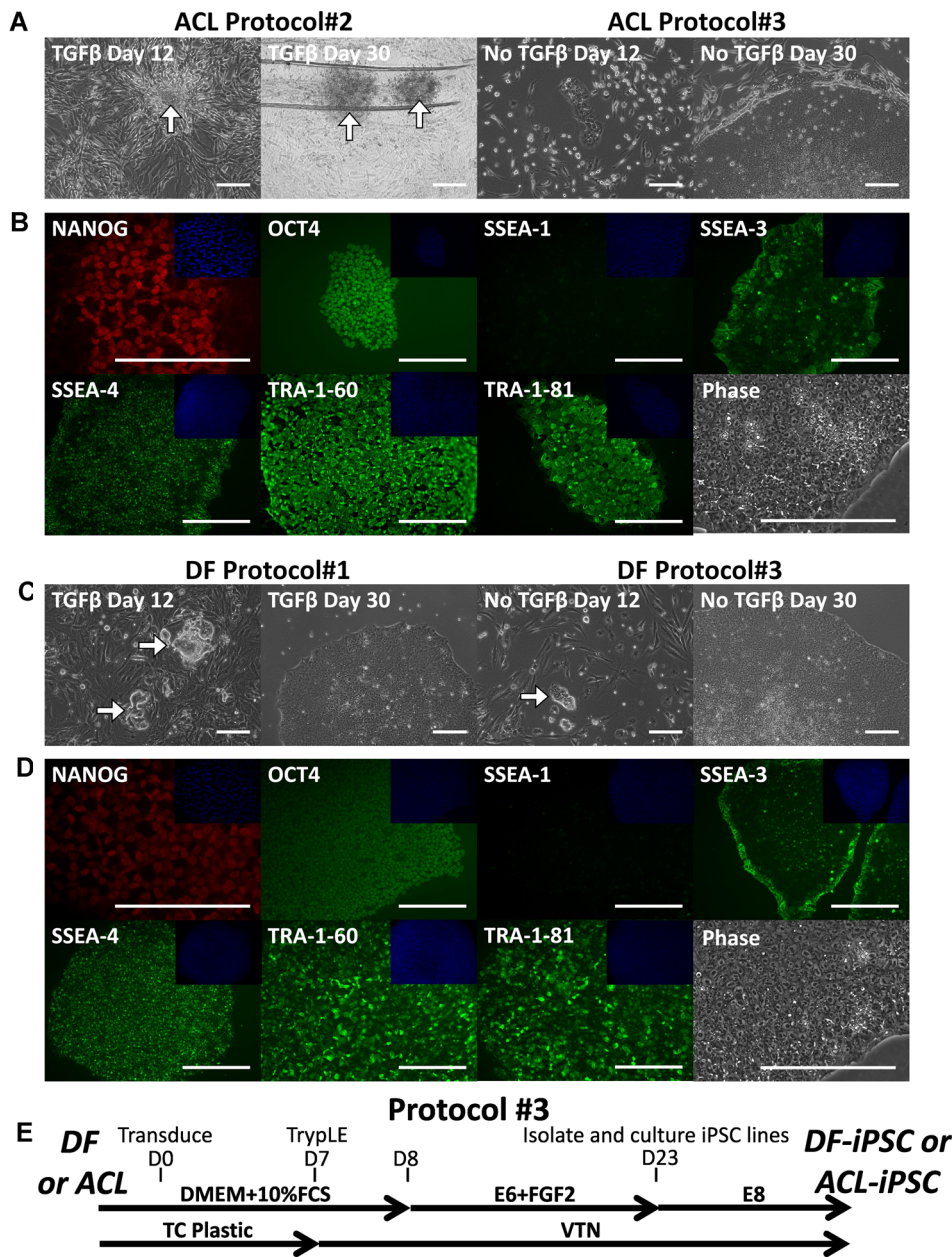 A
ACL Protocol#2
ACL Protocol#3
TGFβ Day 12
TGFβ Day 30
No TGFβ Day 12
No TGFβ Day 30
B
NANOG
OCT4
SSEA-1
SSEA-3
SSEA-4
TRA-1-60
TRA-1-81
Phase
DF Protocol#1
DF Protocol#3
C
TGFβ Day 12
TGFβ Day 30
No TGFβ Day 12
No TGFβ Day 30
D
NANOG
OCT4
SSEA-1
SSEA-3
SSEA-4
TRA-1-60
TRA-1-81
Phase
Protocol #3
E
DF
or ACL
Transduce
D0
TrypLE
D7
D8
Isolate and culture iPSC lines
D23
DF-iPSC or
ACL-iPSC
DMEM+10%FCS
E6+FGF2
E8
TC Plastic
VTN